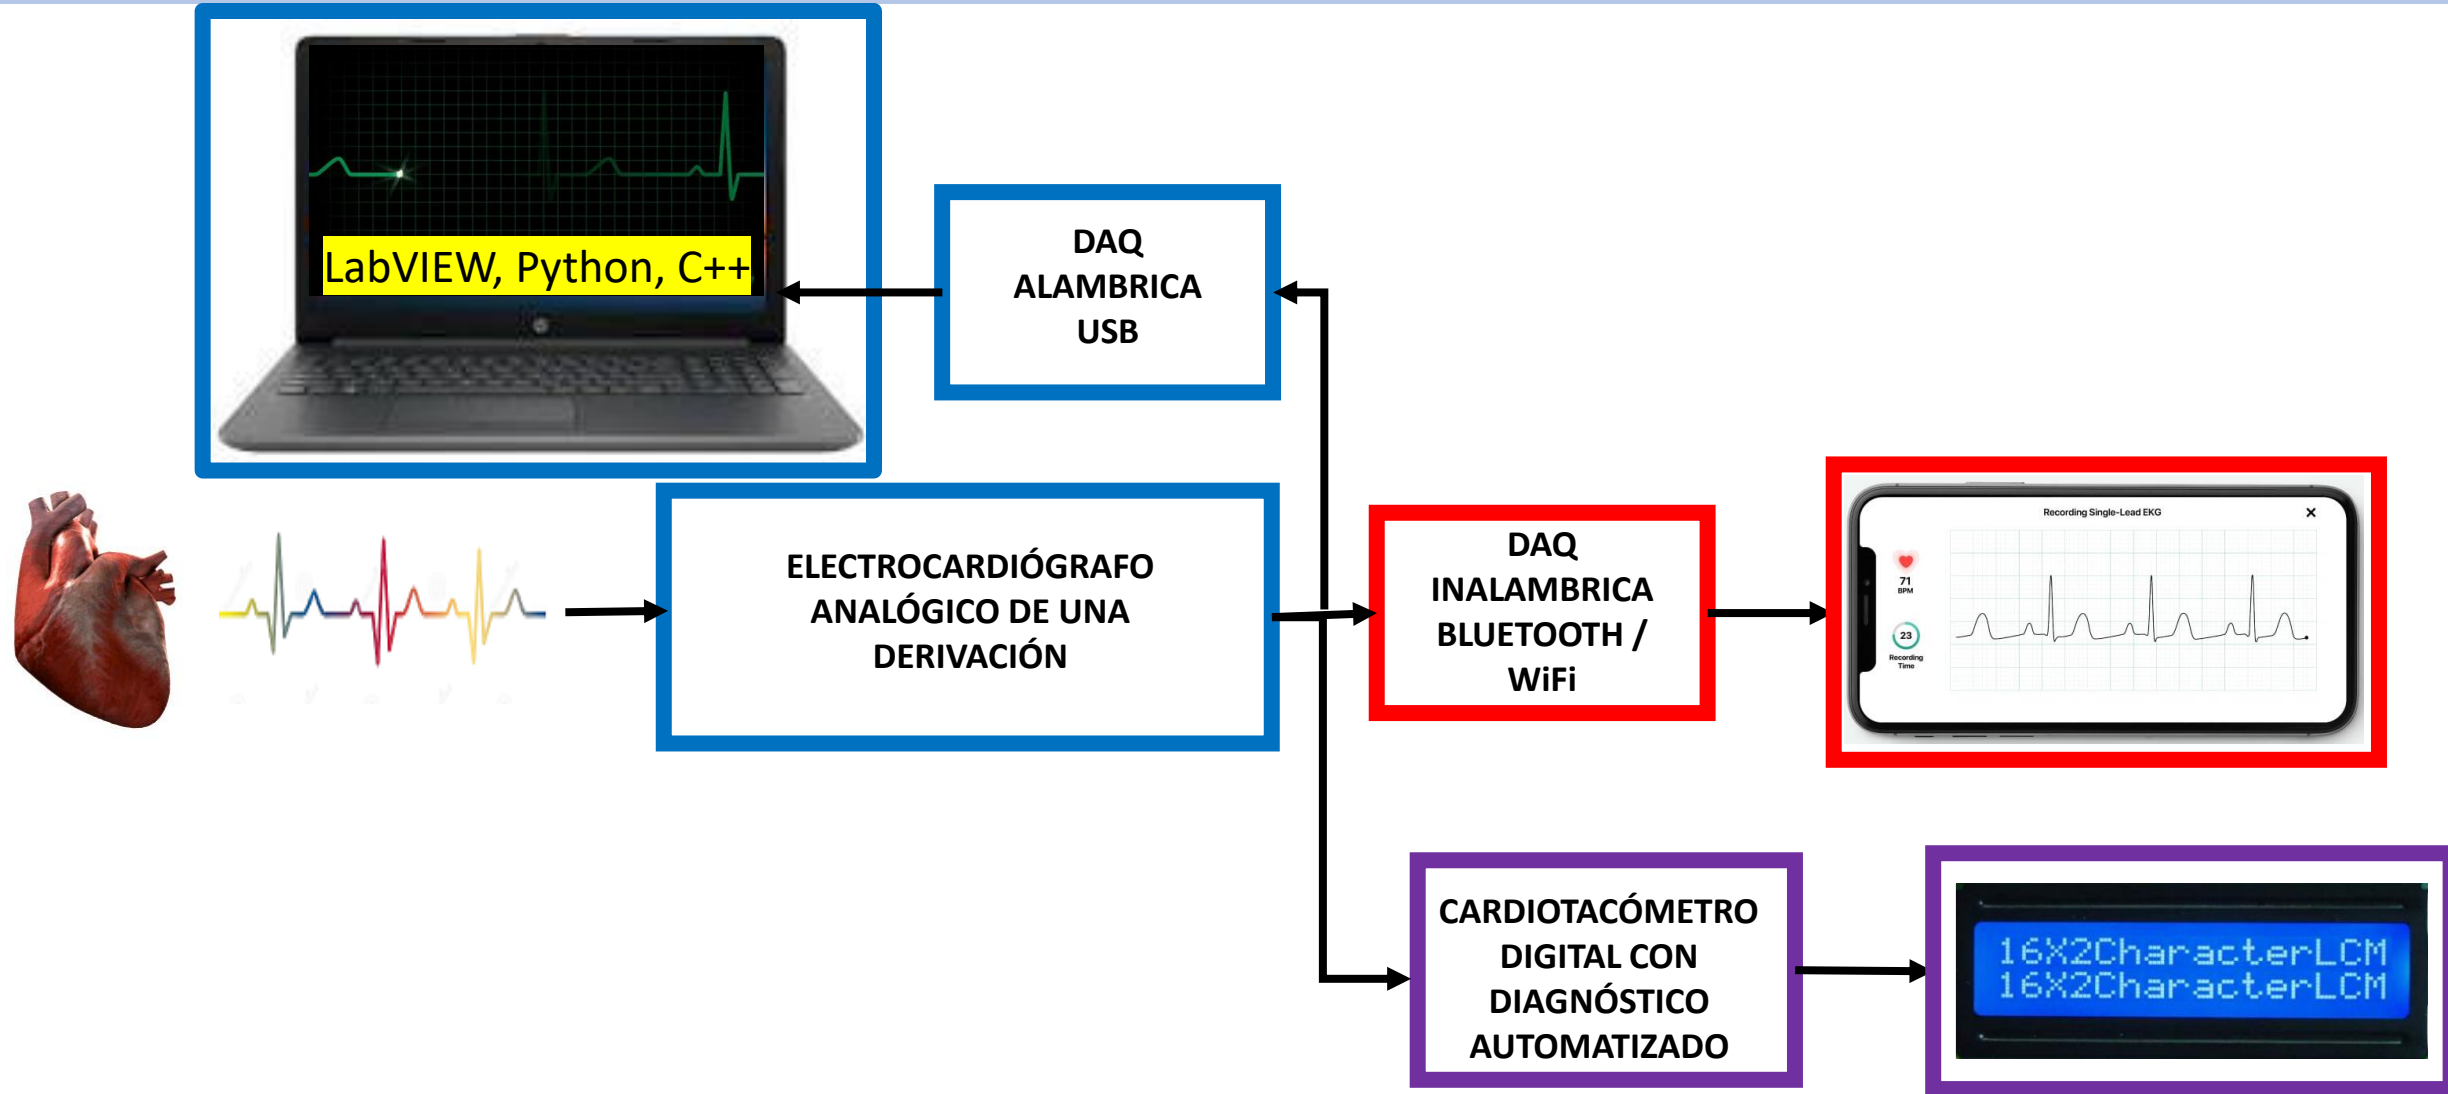 LabVIEW, Python, C++
DAQ
ALAMBRICA
USB
ELECTROCARDIÓGRAFO
ANALÓGICO DE UNA
DERIVACIÓN
DAQ
INALAMBRICA
BLUETOOTH /
WiFi
Recording Single-Lead EKG
71
BPM
23
Recording
Time
CARDIOTACÓMETRO
DIGITAL CON
DIAGNÓSTICO
AUTOMATIZADO
16X2CharacterLCM
16X2CharacterLCM